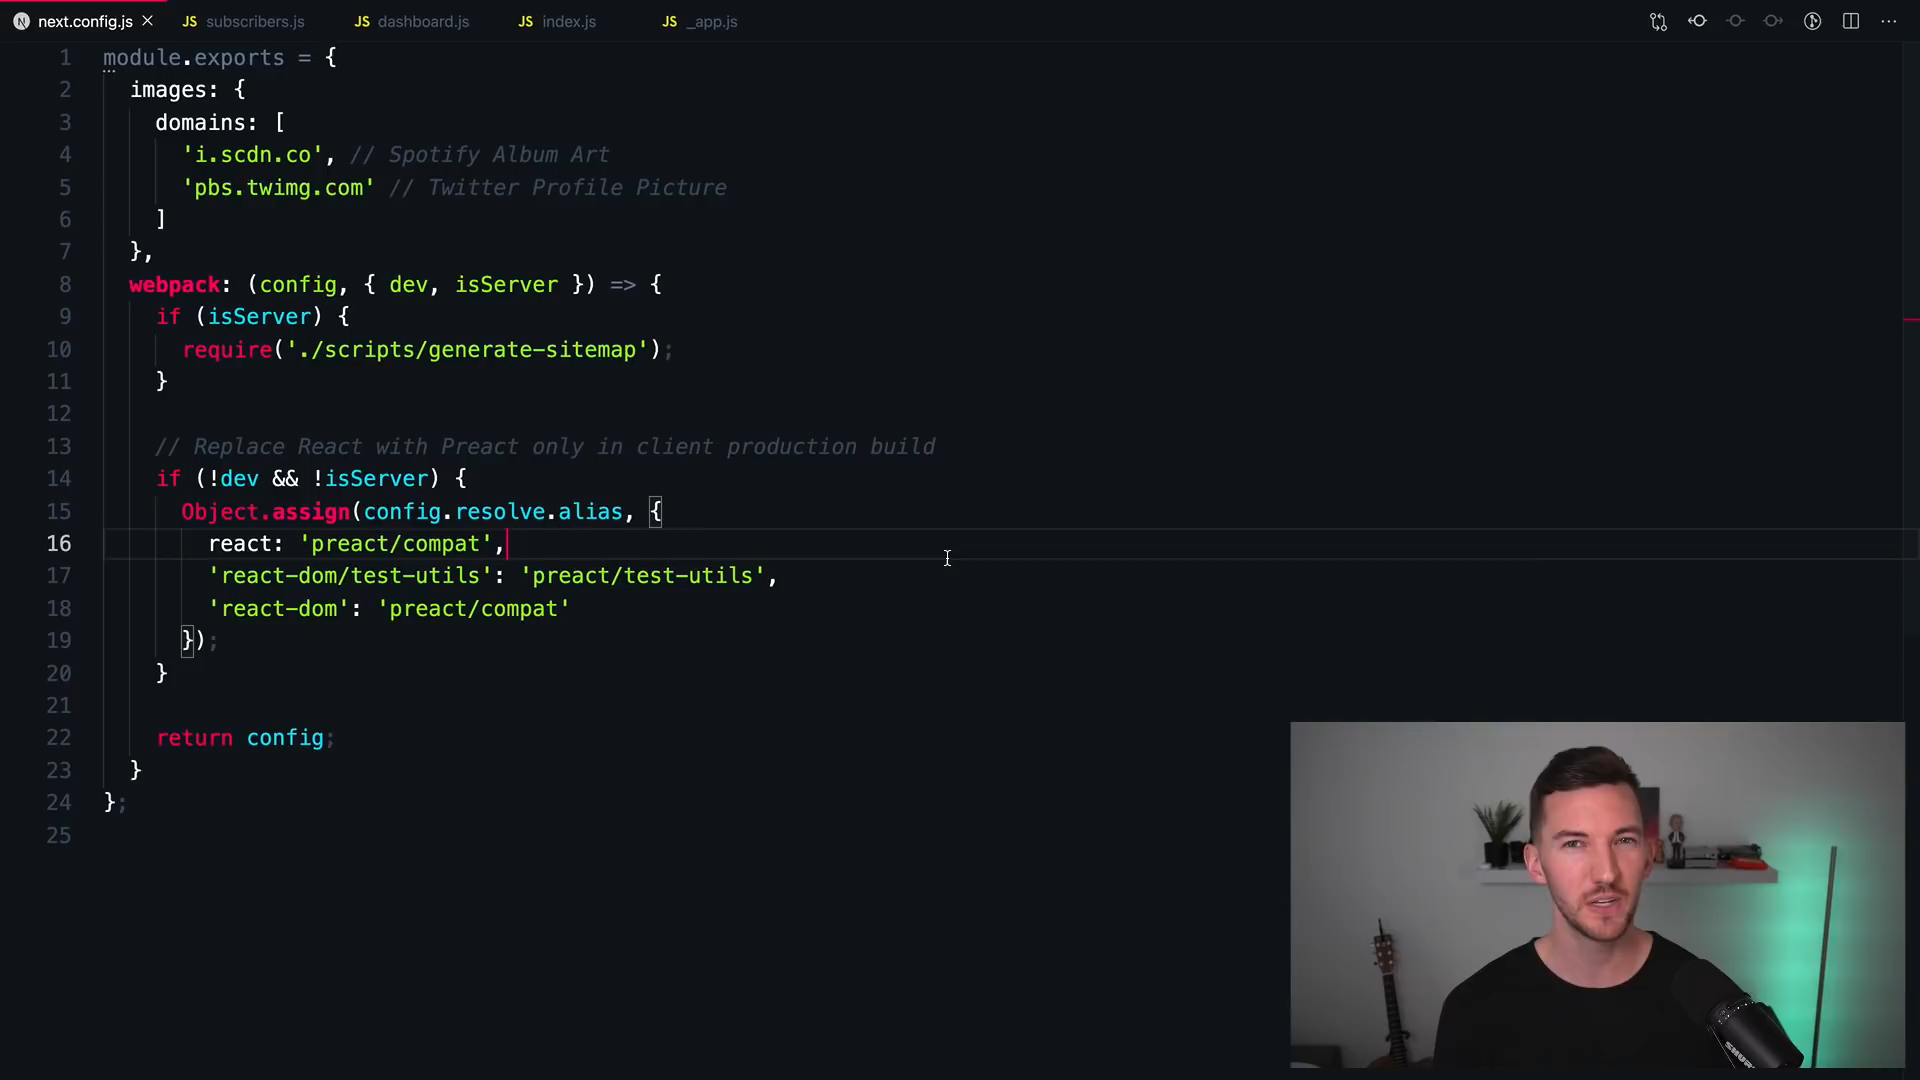 next.config.js
JS subscribers.js
JS dashboard.js
JS index.js
JS _app.js
1 module.exports = {
2 images: {
3 domains: [
4 'i.scdn.co', // Spotify Album Art
5 'pbs.twimg.com' // Twitter Profile Picture
6 ]
7 },
8 webpack: (config, { dev, isServer }) => {
9 if (isServer) {
10 require('./scripts/generate-sitemap');
11 }
12
13 // Replace React with Preact only in client production build
14 if (!dev && !isServer) {
15 Object.assign(config.resolve.alias, {
16 react: 'preact/compat',
17 'react-dom/test-utils': 'preact/test-utils',
18 'react-dom': 'preact/compat'
19 });
20 }
21
22 return config;
23 }
24 };
25
SHURE